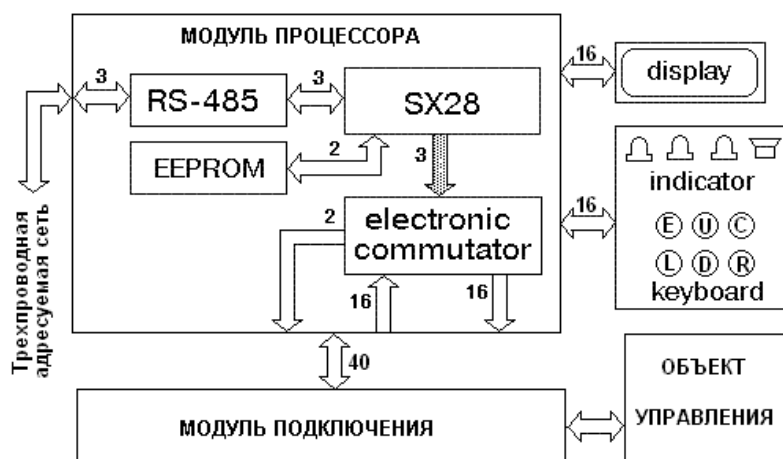 МОДУЛЬ ПРОЦЕССОРА
16
display
3
RS-485
3
SX28
EEPROM
2
3
indicator
16
E U C
L D R
keyboard
2
electronic
commutator
16
16
Трехпроводная
адресуемая сеть
40
ОБЪЕКТ
УПРАВЛЕНИЯ
МОДУЛЬ ПОДКЛЮЧЕНИЯ